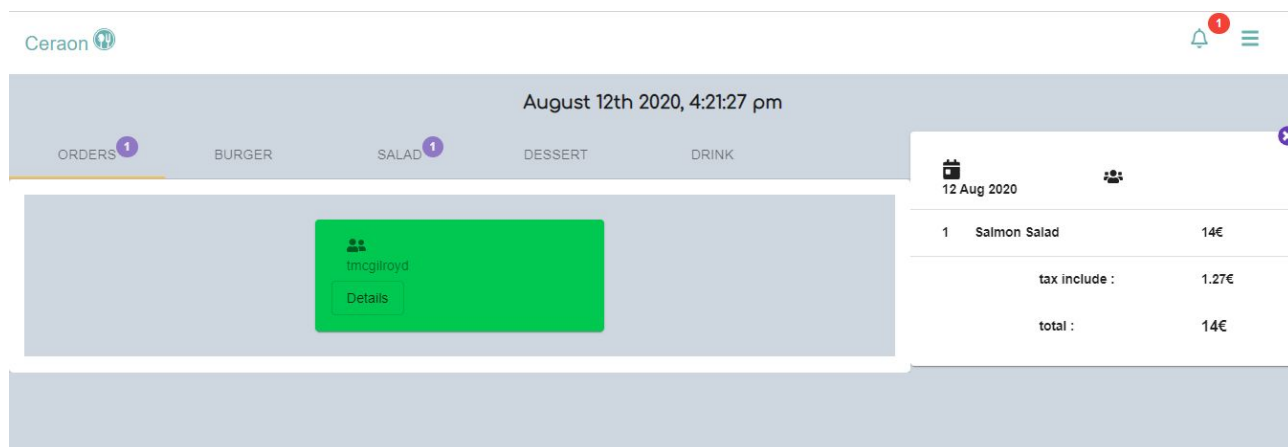 Ceraon
1
August 12th 2020, 4:21:27 pm
ORDERS 1 BURGER SALAD 1 DESSERT DRINK
12 Aug 2020
1 Salmon Salad 14€
tmcgilroyd
tax include : 1.27€
Details
total : 14€